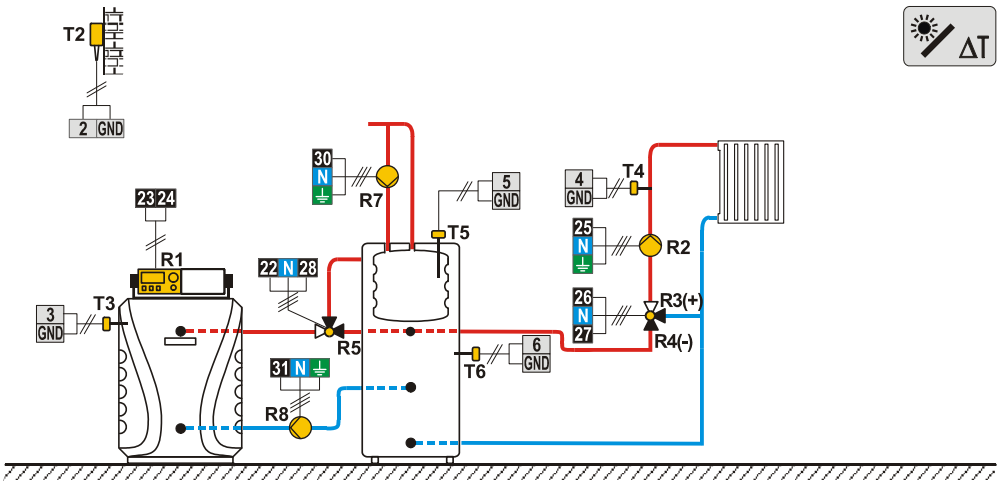 T2
2 GND
ΔT
30
N
R7
5
GND
T5
4
GND
T4
23 24
R1
25
N
R2
22 N 28
3
GND
T3
R5
26
N
27
R3(+)
R4(-)
6
GND
T6
31 N
R8